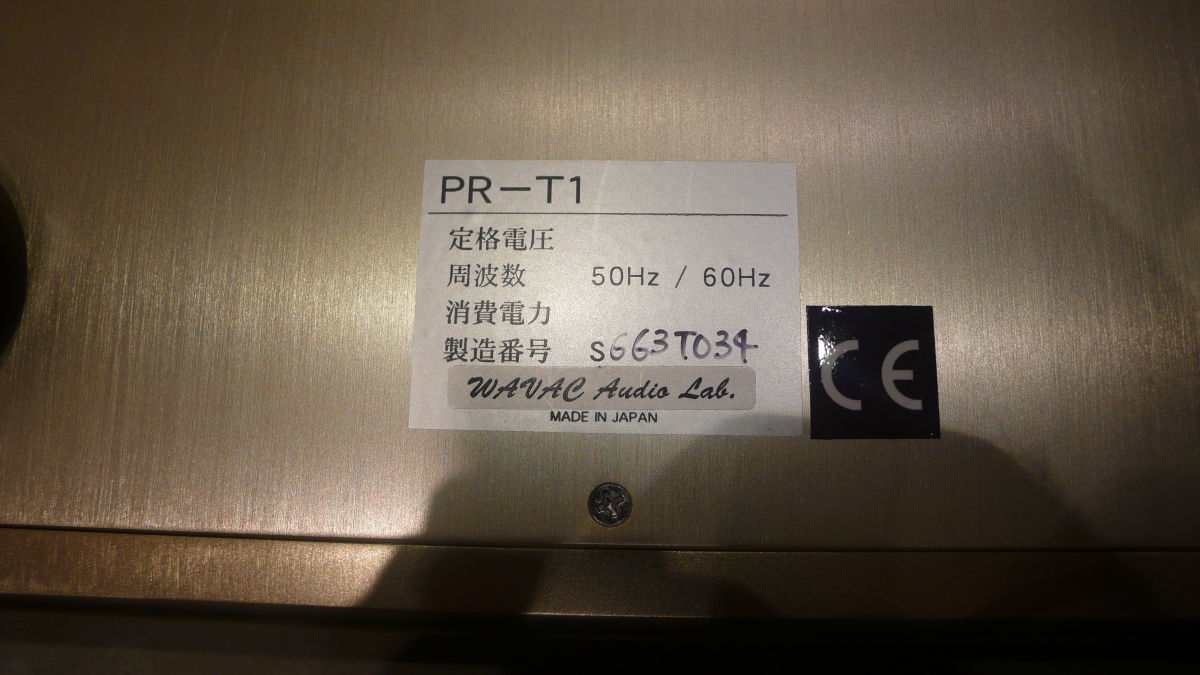 PR-T1
定格電圧
周波数 50Hz / 60Hz
消費電力
製造番号 S663T034
WAVAC Audio Lab.
MADE IN JAPAN
CE